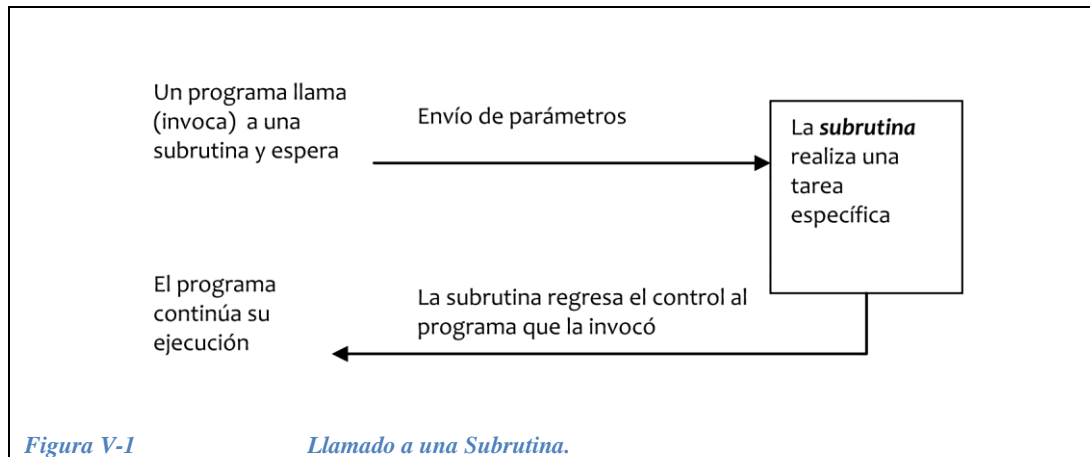 Un programa llama
(invoca) a una
subrutina y espera
Envío de parámetros
La subrutina
realiza una
tarea
específica
El programa
continúa su
ejecución
La subrutina regresa el control al
programa que la invocó
Figura V-1 Llamado a una Subrutina.